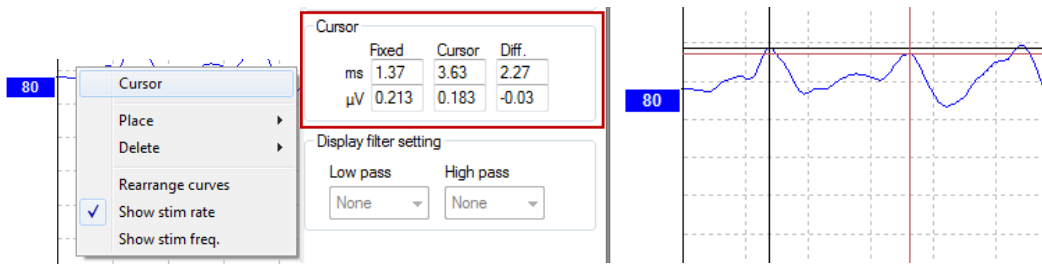 80
Cursor
Place
Delete
Rearrange curves
Show stim rate
Show stim freq.
Cursor
Fixed Cursor Diff.
ms 1.37 3.63 2.27
µV 0.213 0.183 -0.03
Display filter setting
Low pass High pass
None None
80